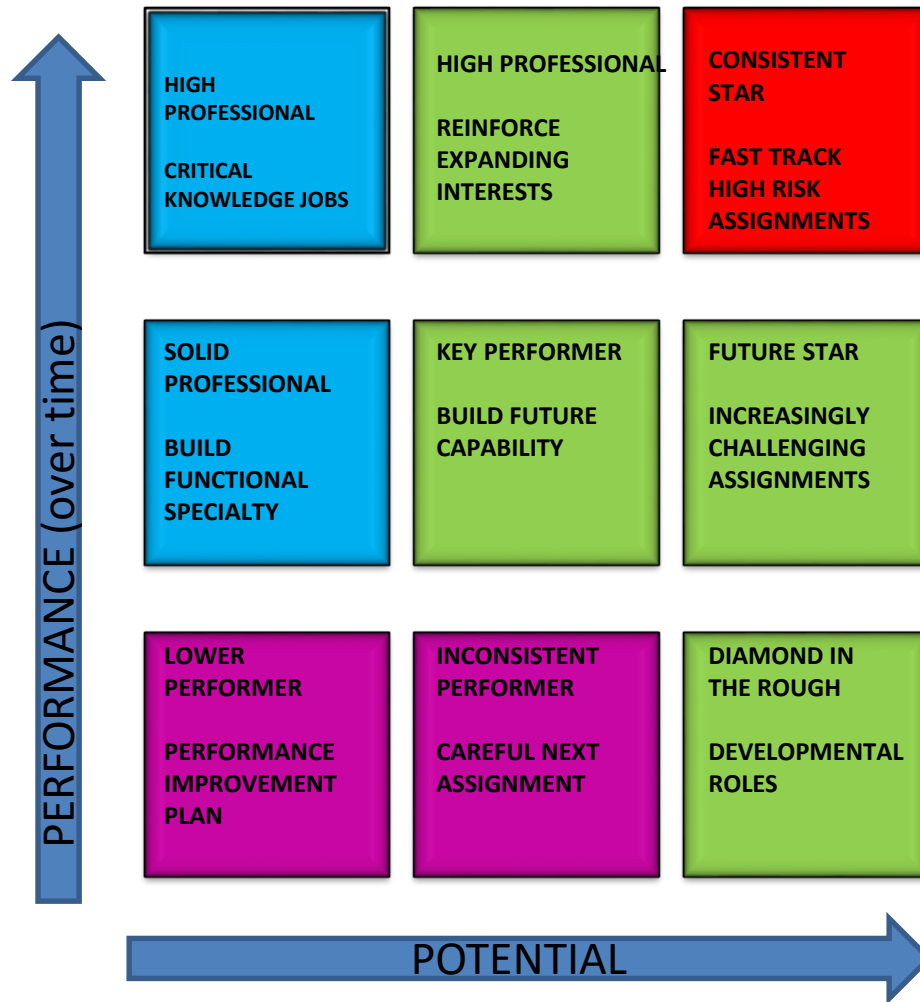 PERFORMANCE (over time)
HIGH
PROFESSIONAL
CRITICAL
KNOWLEDGE JOBS
HIGH PROFESSIONAL
REINFORCE
EXPANDING
INTERESTS
CONSISTENT
STAR
FAST TRACK
HIGH RISK
ASSIGNMENTS
SOLID
PROFESSIONAL
BUILD
FUNCTIONAL
SPECIALTY
KEY PERFORMER
BUILD FUTURE
CAPABILITY
FUTURE STAR
INCREASINGLY
CHALLENGING
ASSIGNMENTS
LOWER
PERFORMER
PERFORMANCE
IMPROVEMENT
PLAN
INCONSISTENT
PERFORMER
CAREFUL NEXT
ASSIGNMENT
DIAMOND IN
THE ROUGH
DEVELOPMENTAL
ROLES
POTENTIAL